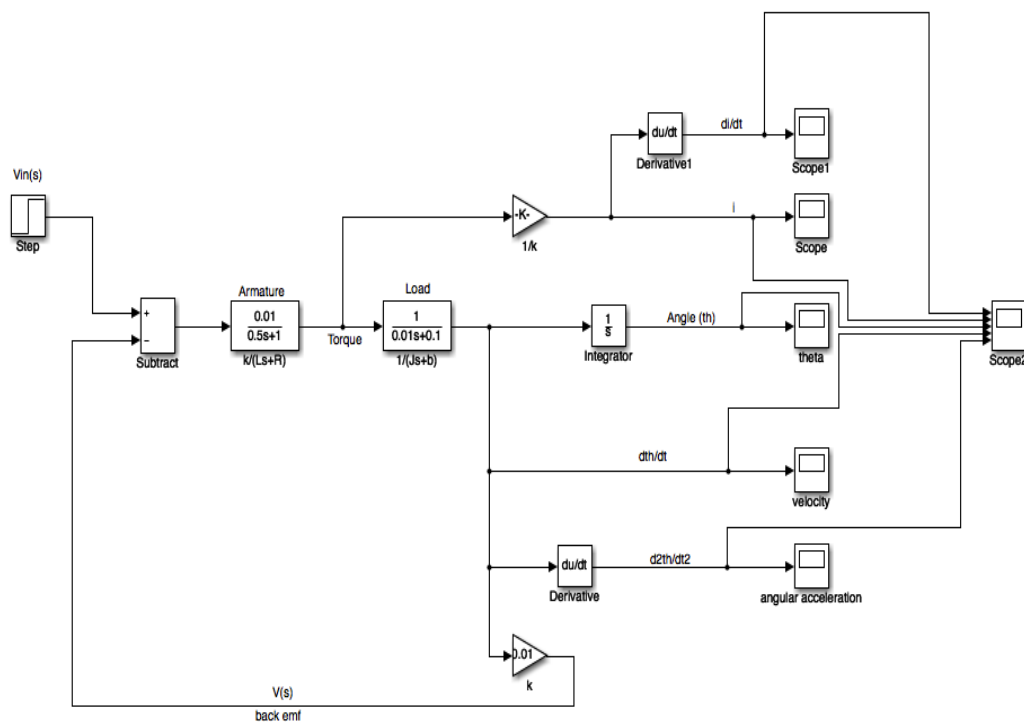 di/dt
du/dt
Derivative1
Scope1
Vin(s)
Step
-K-
1/k
i
Scope
Armature
0.01
0.5s+1
k/(Ls+R)
Load
1
0.01s+0.1
1/(Js+b)
+
−
Subtract
Torque
1
s
Integrator
Angle (th)
theta
Scope2
dth/dt
velocity
du/dt
Derivative
d2th/dt2
angular acceleration
0.01
k
V(s)
back emf